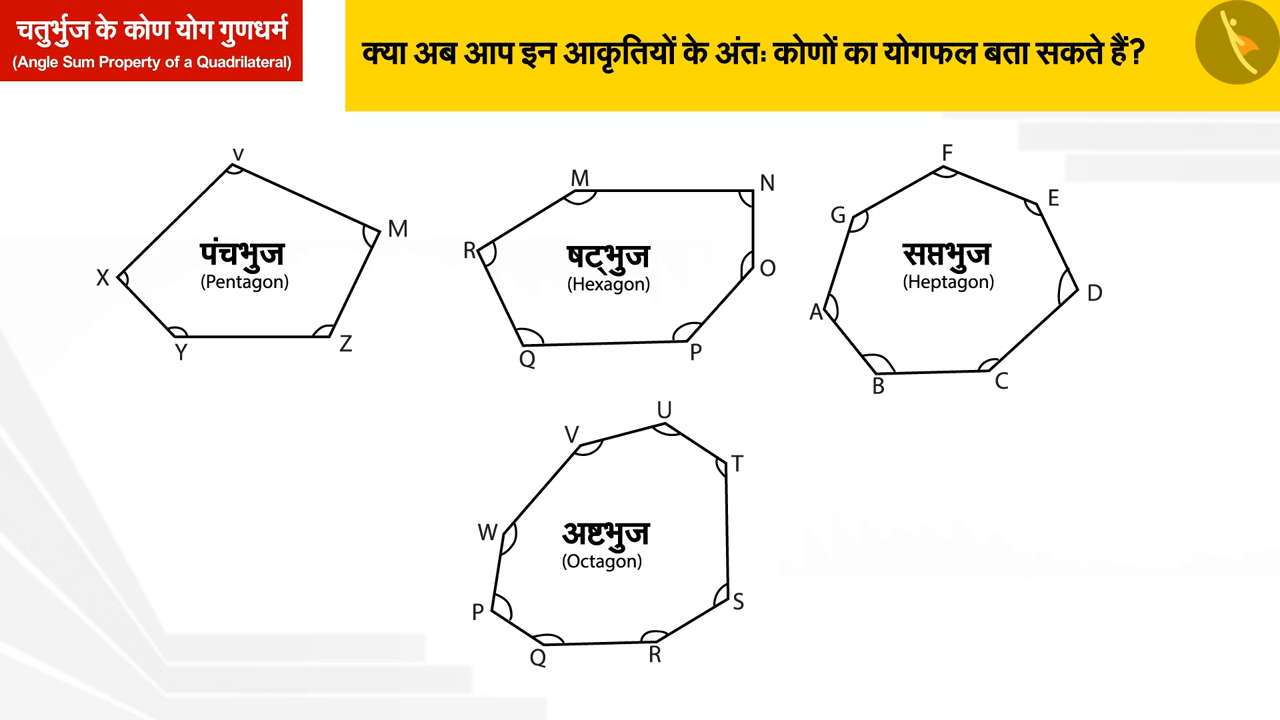 चतुर्भुज के कोण योग गुणधर्म
(Angle Sum Property of a Quadrilateral)
क्या अब आप इन आकृतियों के अंतः कोणों का योगफल बता सकते हैं?
V
M
X
पंचभुज
(Pentagon)
Y
Z
M
N
R
षट्भुज
(Hexagon)
O
Q
P
F
E
G
सप्तभुज
(Heptagon)
D
A
B
C
U
V
T
W
अष्टभुज
(Octagon)
P
S
Q
R